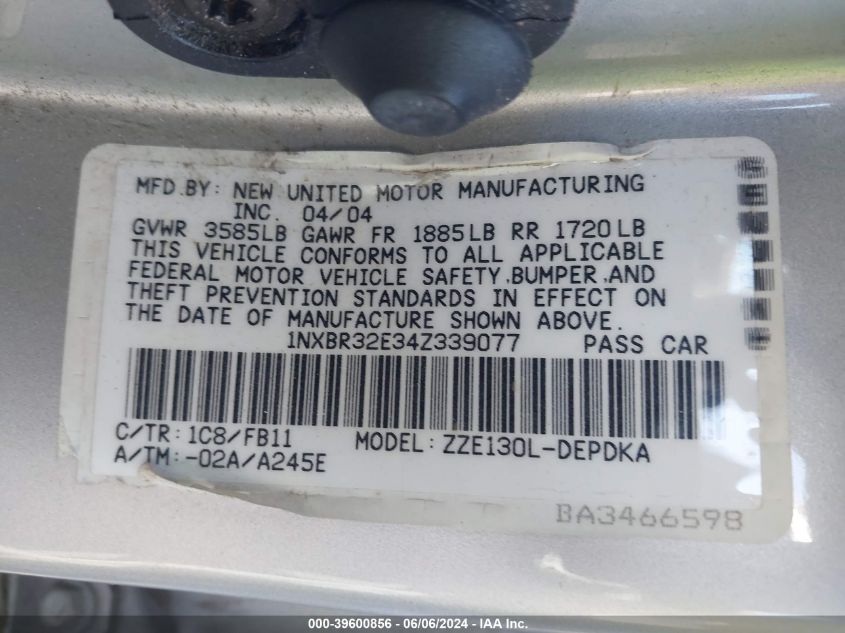 MFD.BY: NEW UNITED MOTOR MANUFACTURING
INC. 04/04
GVWR 3585LB GAWR FR 1885LB RR 1720LB
THIS VEHICLE CONFORMS TO ALL APPLICABLE
FEDERAL MOTOR VEHICLE SAFETY,BUMPER,AND
THEFT PREVENTION STANDARDS IN EFFECT ON
THE DATE OF MANUFACTURE SHOWN ABOVE.
1NXBR32E34Z339077 PASS CAR
C/TR: 1C8/FB11 MODEL: ZZE130L-DEPDKA
A/TM: -02A/A245E
BA3466598
000-39600856 - 06/06/2024 - IAA Inc.